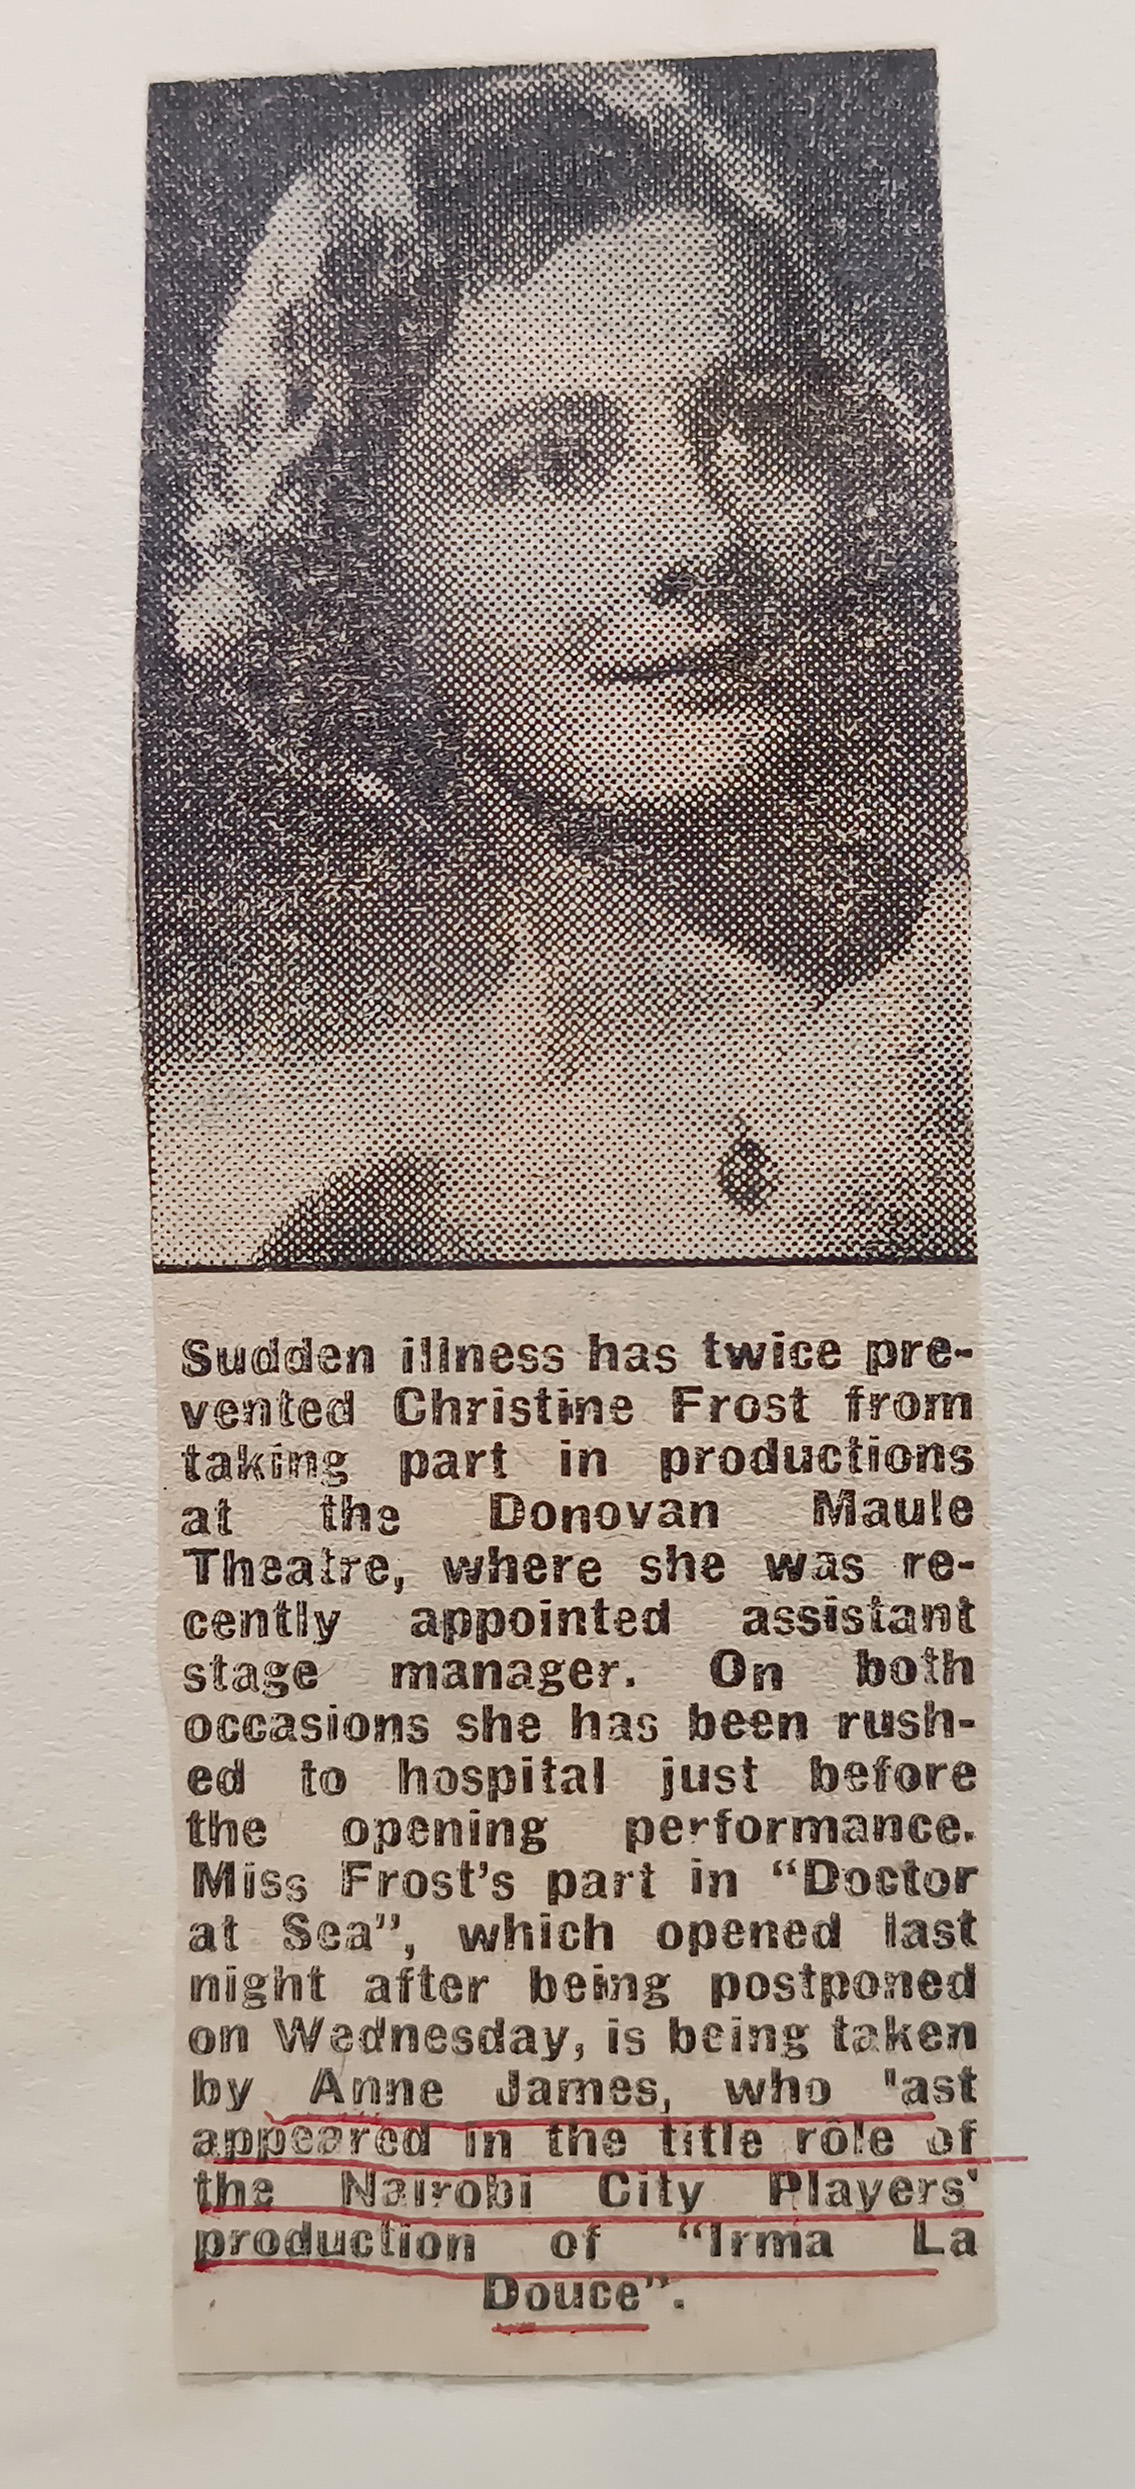 Sudden illness has twice pre-
vented Christine Frost from
taking part in productions
at the Donovan Maule
Theatre, where she was re-
cently appointed assistant
stage manager. On both
occasions she has been rush-
ed to hospital just before
the opening performance.
Miss Frost's part in “Doctor
at Sea”, which opened last
night after being postponed
on Wednesday, is being taken
by Anne James, who last
appeared in the title rôle of
the Nairobi City Players'
production of “Irma La
Douce”.